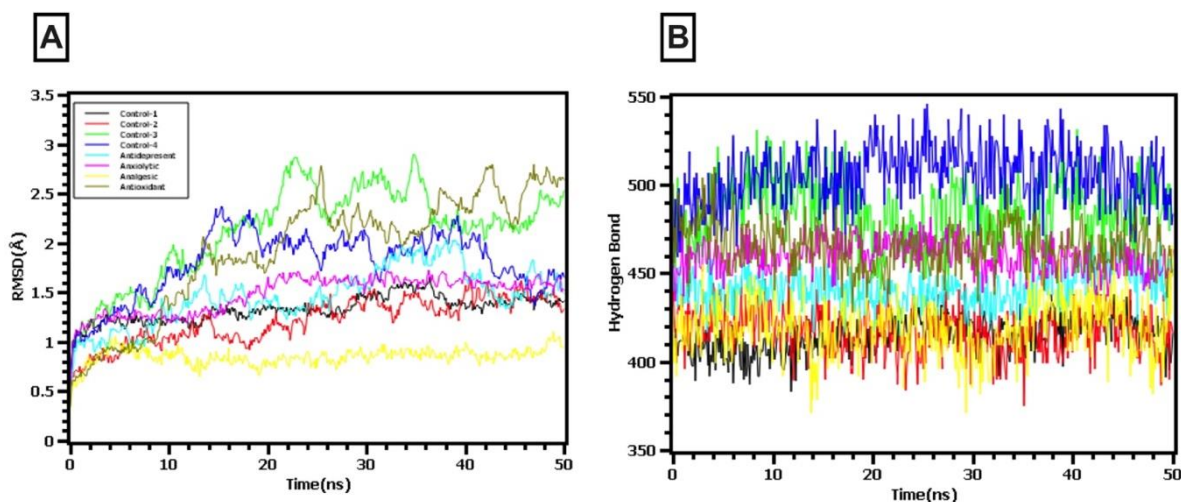 A
3.5
3
2.5
2
1.5
1
0.5
0
RMSD(Å)
Control-1
Control-2
Control-3
Control-4
Antidepresent
Anxiolytic
Analgesic
Antioxidant
0 10 20 30 40 50
Time(ns)
B
550
500
450
400
350
Hydrogen Bond
0 10 20 30 40 50
Time(ns)